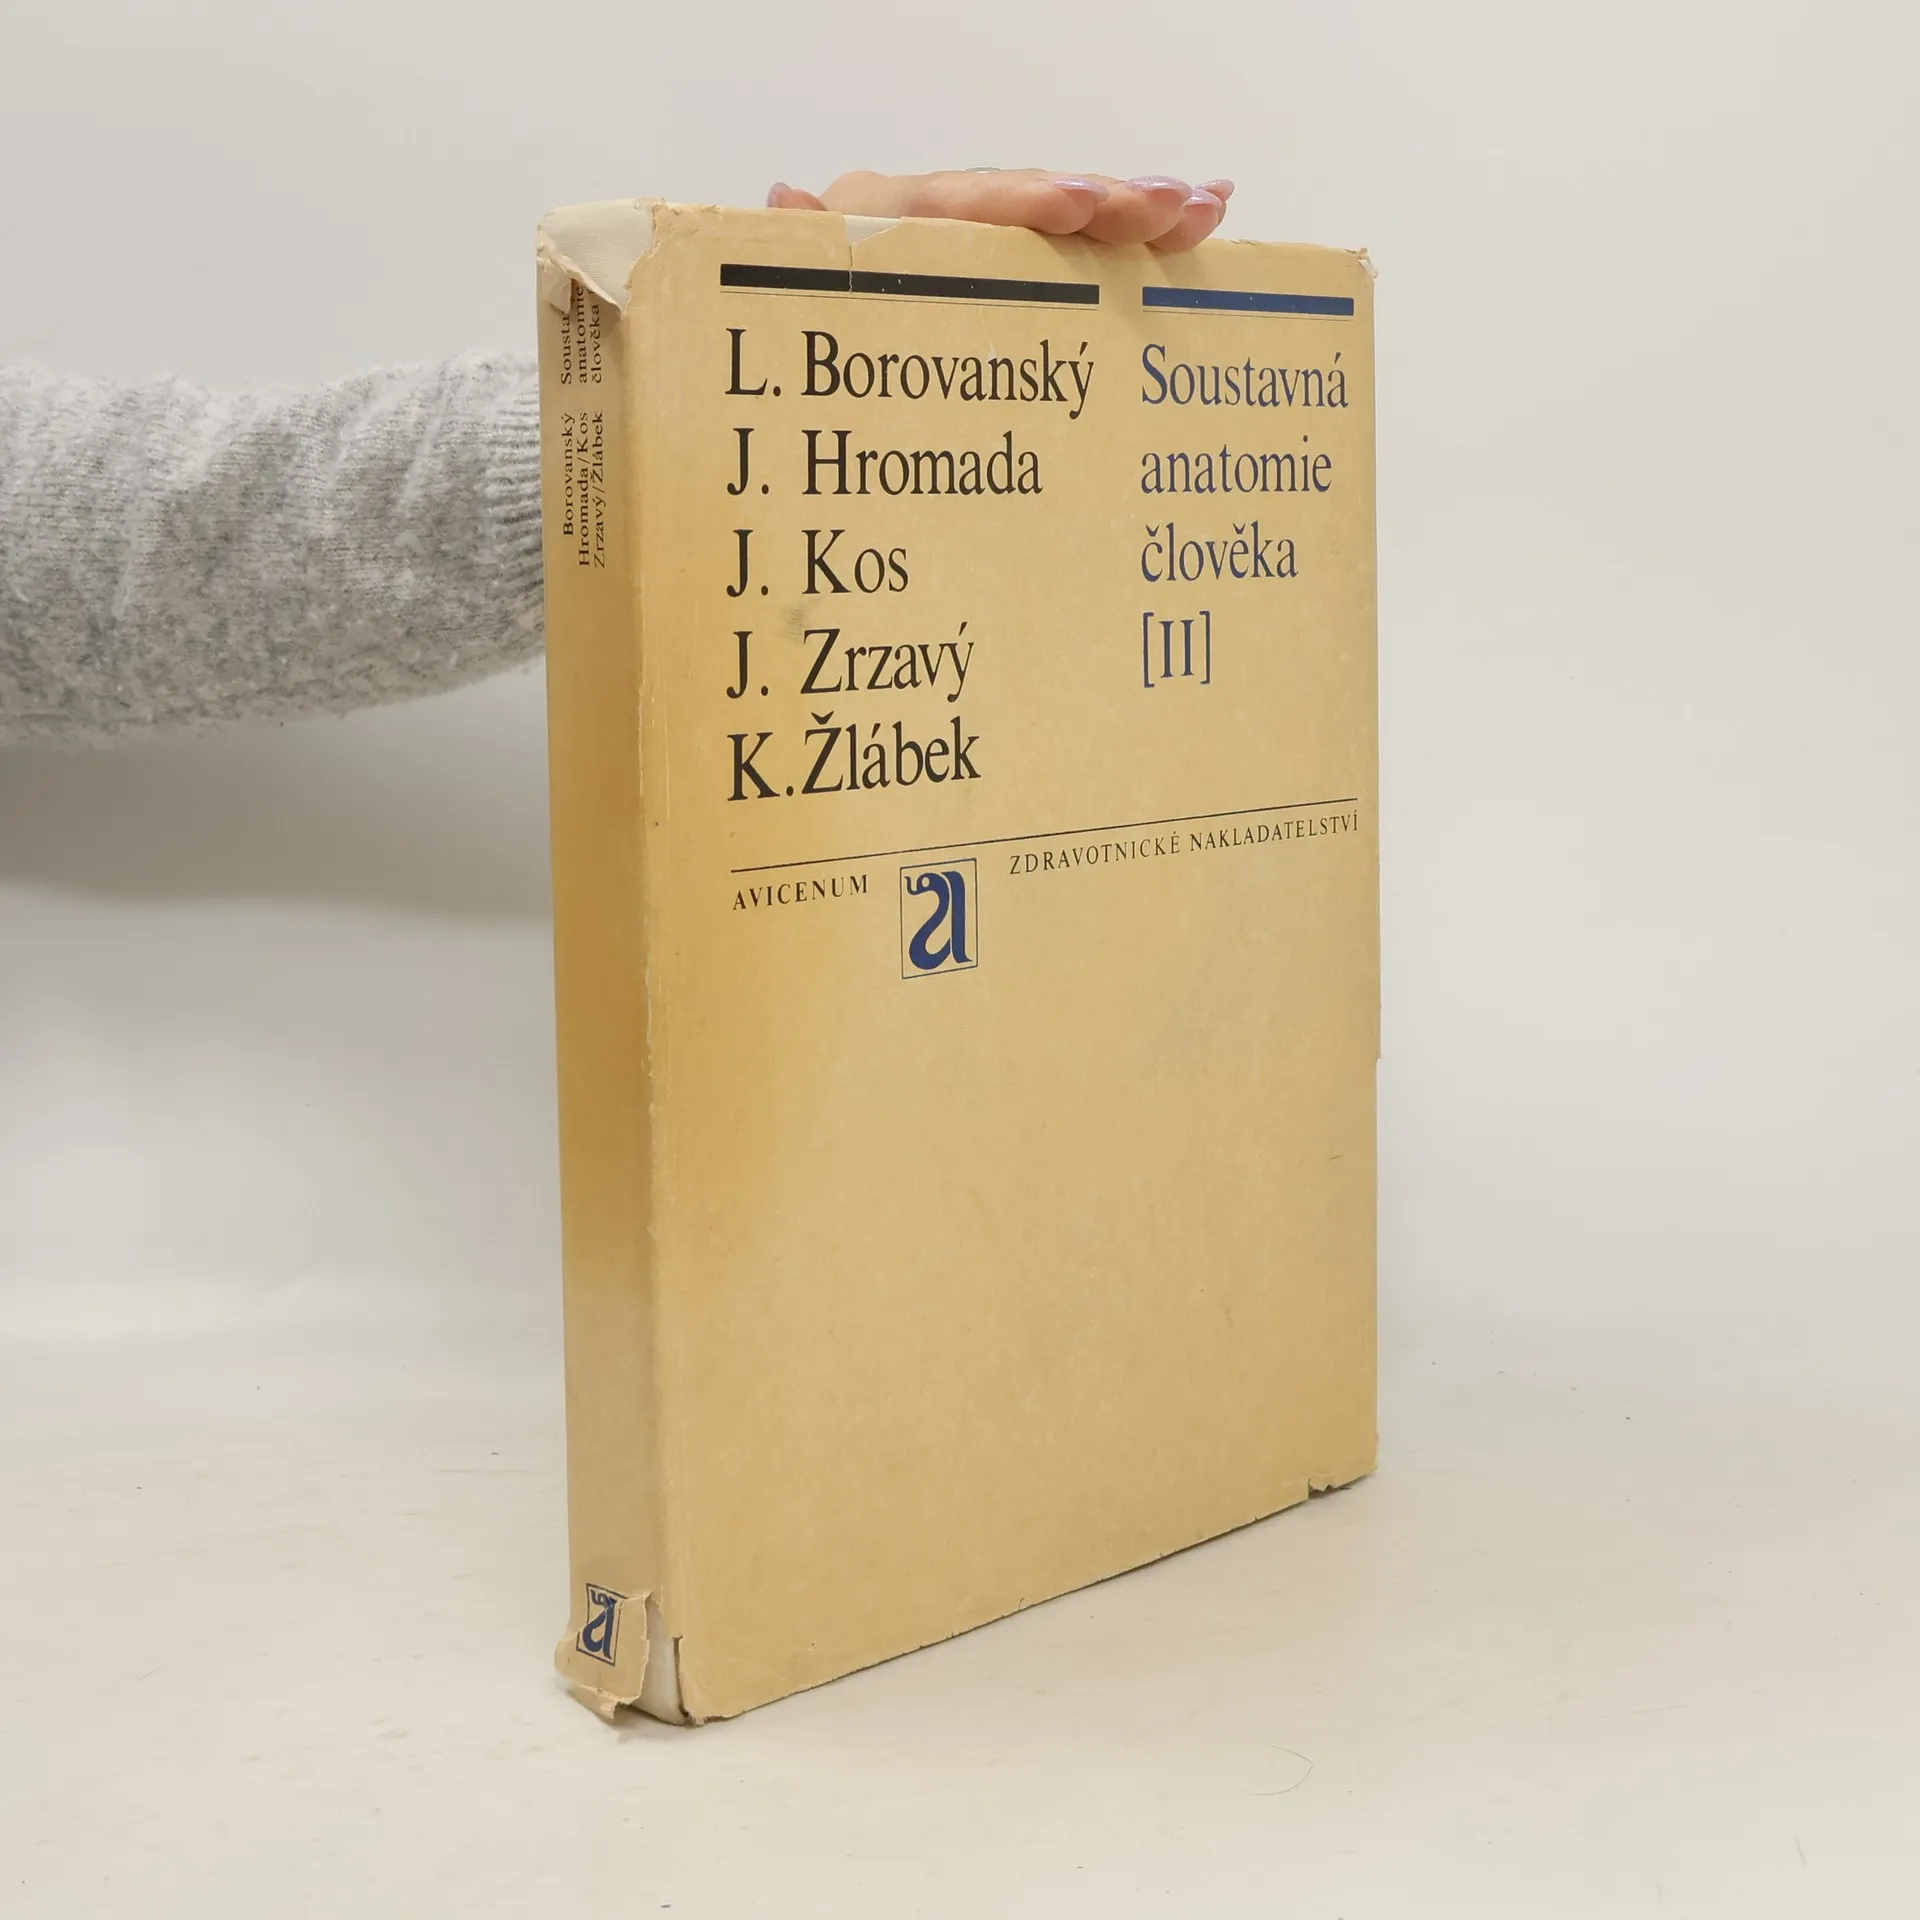 L. Borovanský
J. Hromada
J. Kos
J. Zrzavý
K. Žlábek
Soustavná
anatomie
člověka
[II]
AVICENUM
ZDRAVOTNICKÉ NAKLADATELSTVÍ
Borovanský
Hromada/Kos
Zrzavý/Žlábek
anatomie
člověka